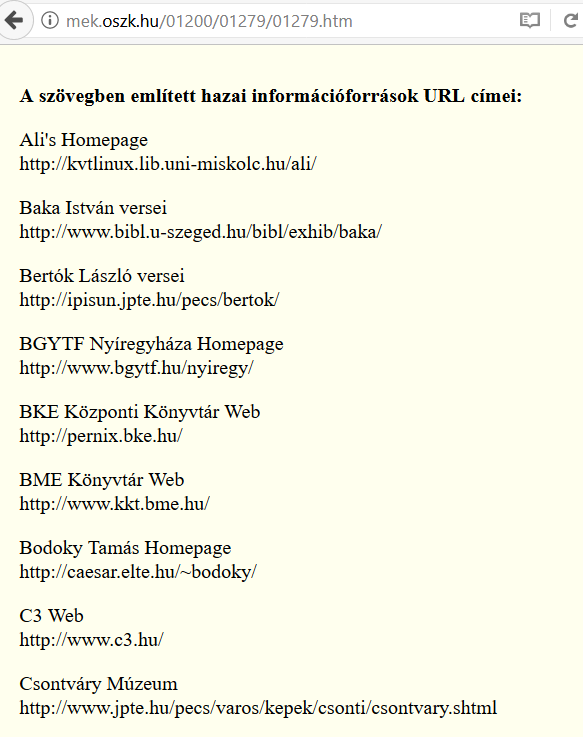 mek.oszk.hu/01200/01279/01279.htm
A szövegben említett hazai információforrások URL címei:
Ali's Homepage
http://kvtlinux.lib.uni-miskolc.hu/ali/
Baka István versei
http://www.bibl.u-szeged.hu/bibl/exhib/baka/
Bertók László versei
http://ipisun.jpte.hu/pecs/bertok/
BGYTF Nyíregyháza Homepage
http://www.bgytf.hu/nyiregy/
BKE Központi Könyvtár Web
http://pernix.bke.hu/
BME Könyvtár Web
http://www.kkt.bme.hu/
Bodoky Tamás Homepage
http://caesar.elte.hu/~bodoky/
C3 Web
http://www.c3.hu/
Csontváry Múzeum
http://www.jpte.hu/pecs/varos/kepek/csonti/csontvary.shtml